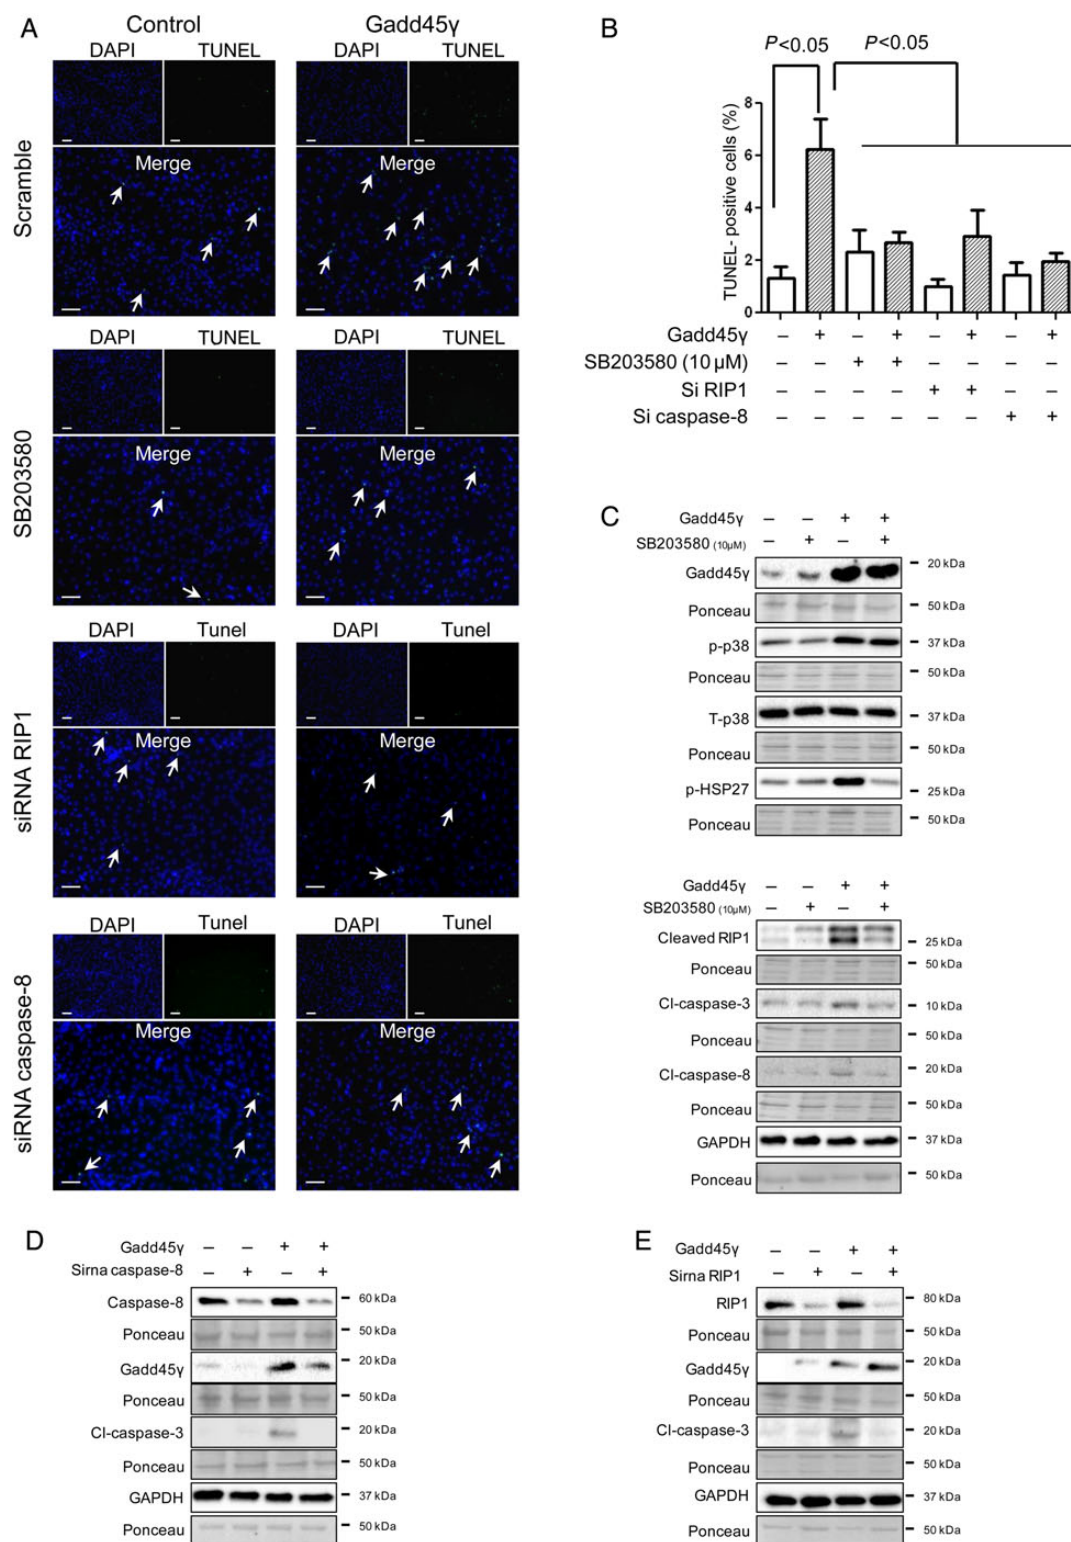 A
Control Gadd45γ
DAPI TUNEL DAPI TUNEL
Scramble
Merge Merge
DAPI TUNEL DAPI TUNEL
SB203580
Merge Merge
DAPI Tunel DAPI Tunel
siRNA RIP1
Merge Merge
DAPI Tunel DAPI Tunel
siRNA caspase-8
Merge Merge
B
P<0.05 P<0.05
TUNEL- positive cells (%)
8
6
4
2
0
Gadd45γ – + – + – + – +
SB203580 (10 µM) – – + + – – – –
Si RIP1 – – – – + + – –
Si caspase-8 – – – – – – + +
C
Gadd45γ – – + +
SB203580 (10µM) – + – +
Gadd45γ 20 kDa
Ponceau 50 kDa
p-p38 37 kDa
Ponceau 50 kDa
T-p38 37 kDa
Ponceau 50 kDa
p-HSP27 25 kDa
Ponceau 50 kDa
Gadd45γ – – + +
SB203580 (10µM) – + – +
Cleaved RIP1 25 kDa
Ponceau 50 kDa
Cl-caspase-3 10 kDa
Ponceau 50 kDa
Cl-caspase-8 20 kDa
Ponceau 50 kDa
GAPDH 37 kDa
Ponceau 50 kDa
D
Gadd45γ – – + +
Sirna caspase-8 – + – +
Caspase-8 60 kDa
Ponceau 50 kDa
Gadd45γ 20 kDa
Ponceau 50 kDa
Cl-caspase-3 20 kDa
Ponceau 50 kDa
GAPDH 37 kDa
Ponceau 50 kDa
E
Gadd45γ – – + +
Sirna RIP1 – + – +
RIP1 80 kDa
Ponceau 50 kDa
Gadd45γ 20 kDa
Ponceau 50 kDa
Cl-caspase-3 20 kDa
Ponceau 50 kDa
GAPDH 37 kDa
Ponceau 50 kDa